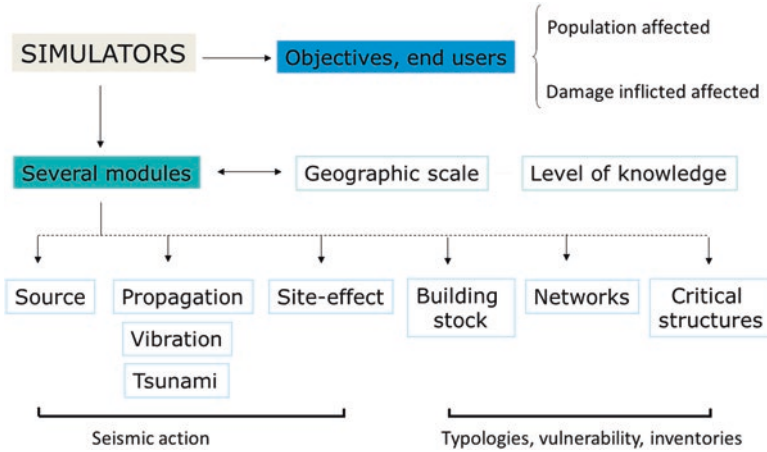 SIMULATORS
Objectives, end users
Population affected
Damage inflicted affected
Several modules
Geographic scale
Level of knowledge
Source
Propagation
Site-effect
Building
stock
Networks
Critical
structures
Vibration
Tsunami
Seismic action
Typologies, vulnerability, inventories